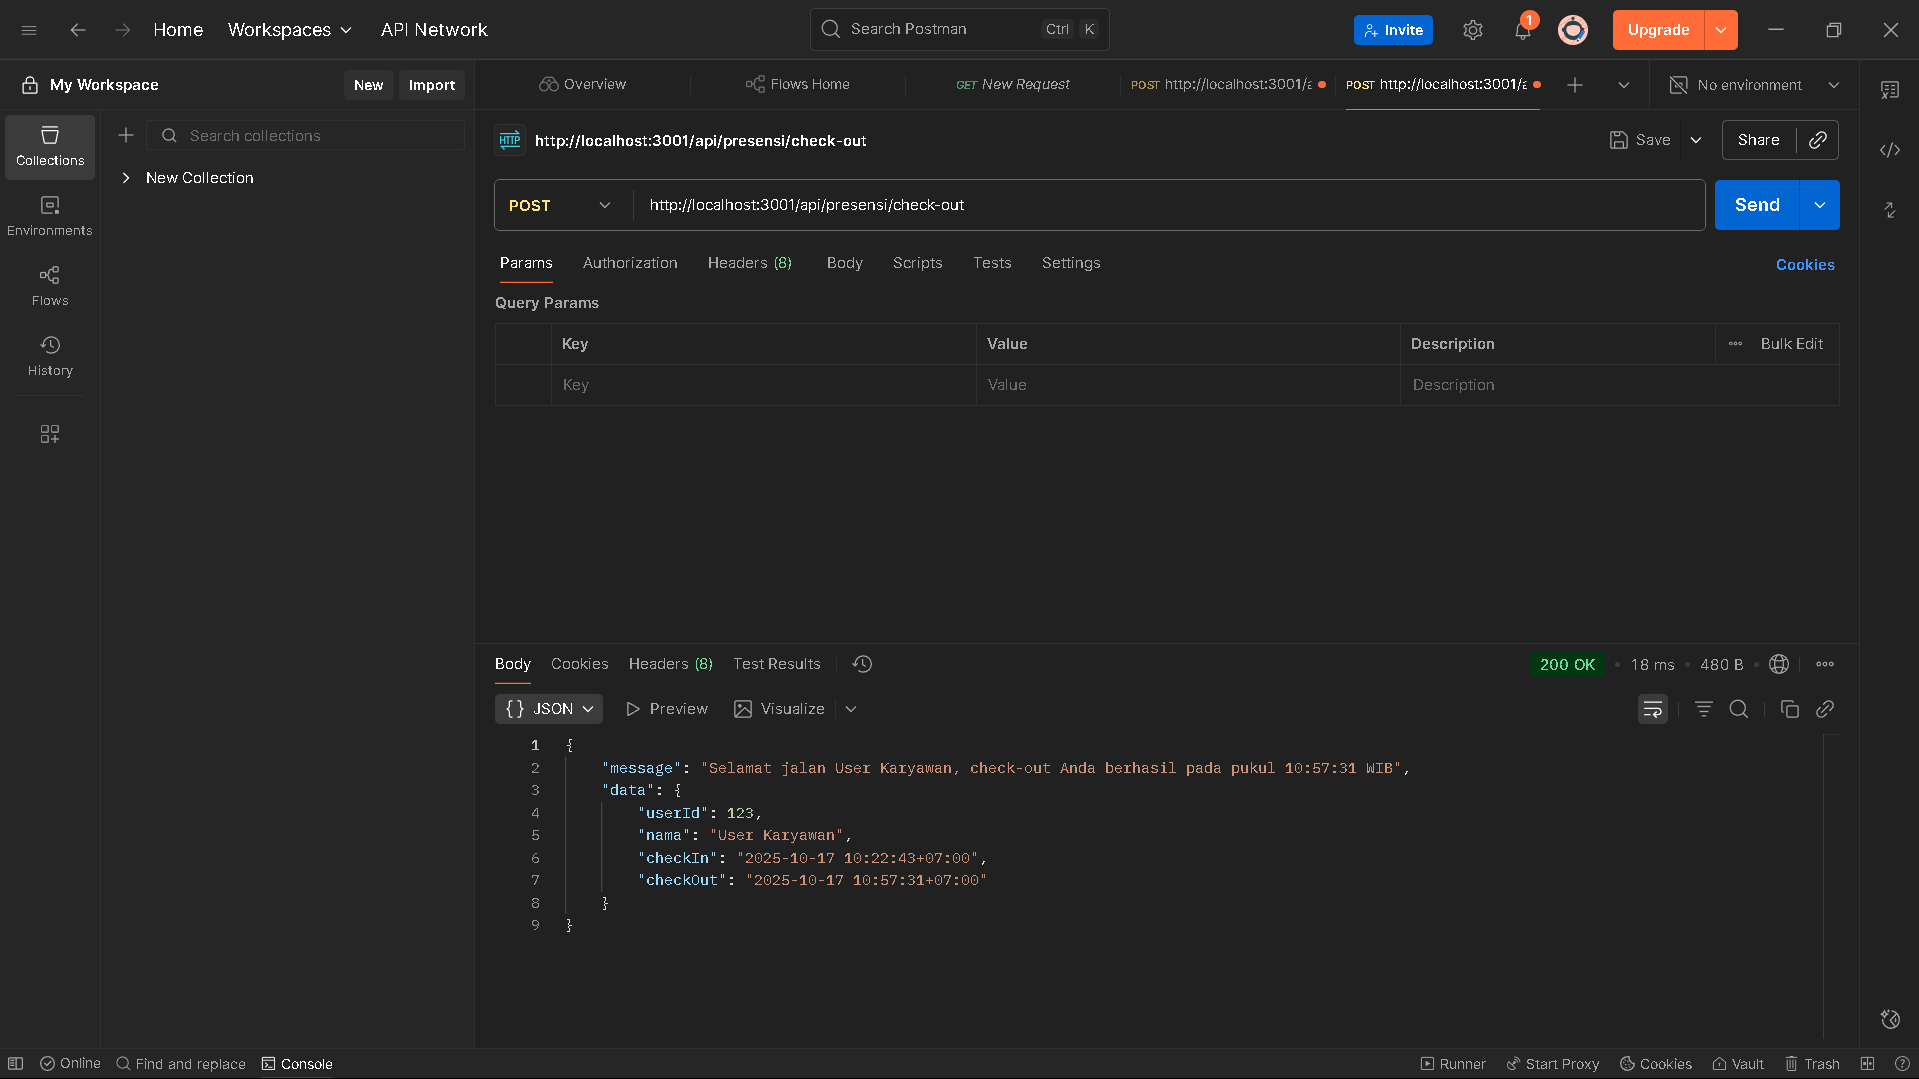 Home Workspaces API Network Search Postman Ctrl K Invite 1 Upgrade
My Workspace New Import Overview Flows Home GET New Request POST http://localhost:3001/a POST http://localhost:3001/a No environment
Collections
Search collections
New Collection
Environments
Flows
History
HTTP http://localhost:3001/api/presensi/check-out Save Share
POST http://localhost:3001/api/presensi/check-out Send
Params Authorization Headers (8) Body Scripts Tests Settings Cookies
Query Params
Key Value Description Bulk Edit
Key Value Description
Body Cookies Headers (8) Test Results 200 OK • 18 ms • 480 B •
{} JSON Preview Visualize
1 {
2 "message": "Selamat jalan User Karyawan, check-out Anda berhasil pada pukul 10:57:31 WIB",
3 "data": {
4 "userId": 123,
5 "nama": "User Karyawan",
6 "checkIn": "2025-10-17 10:22:43+07:00",
7 "checkOut": "2025-10-17 10:57:31+07:00"
8 }
9 }
Online Find and replace Console Runner Start Proxy Cookies Vault Trash